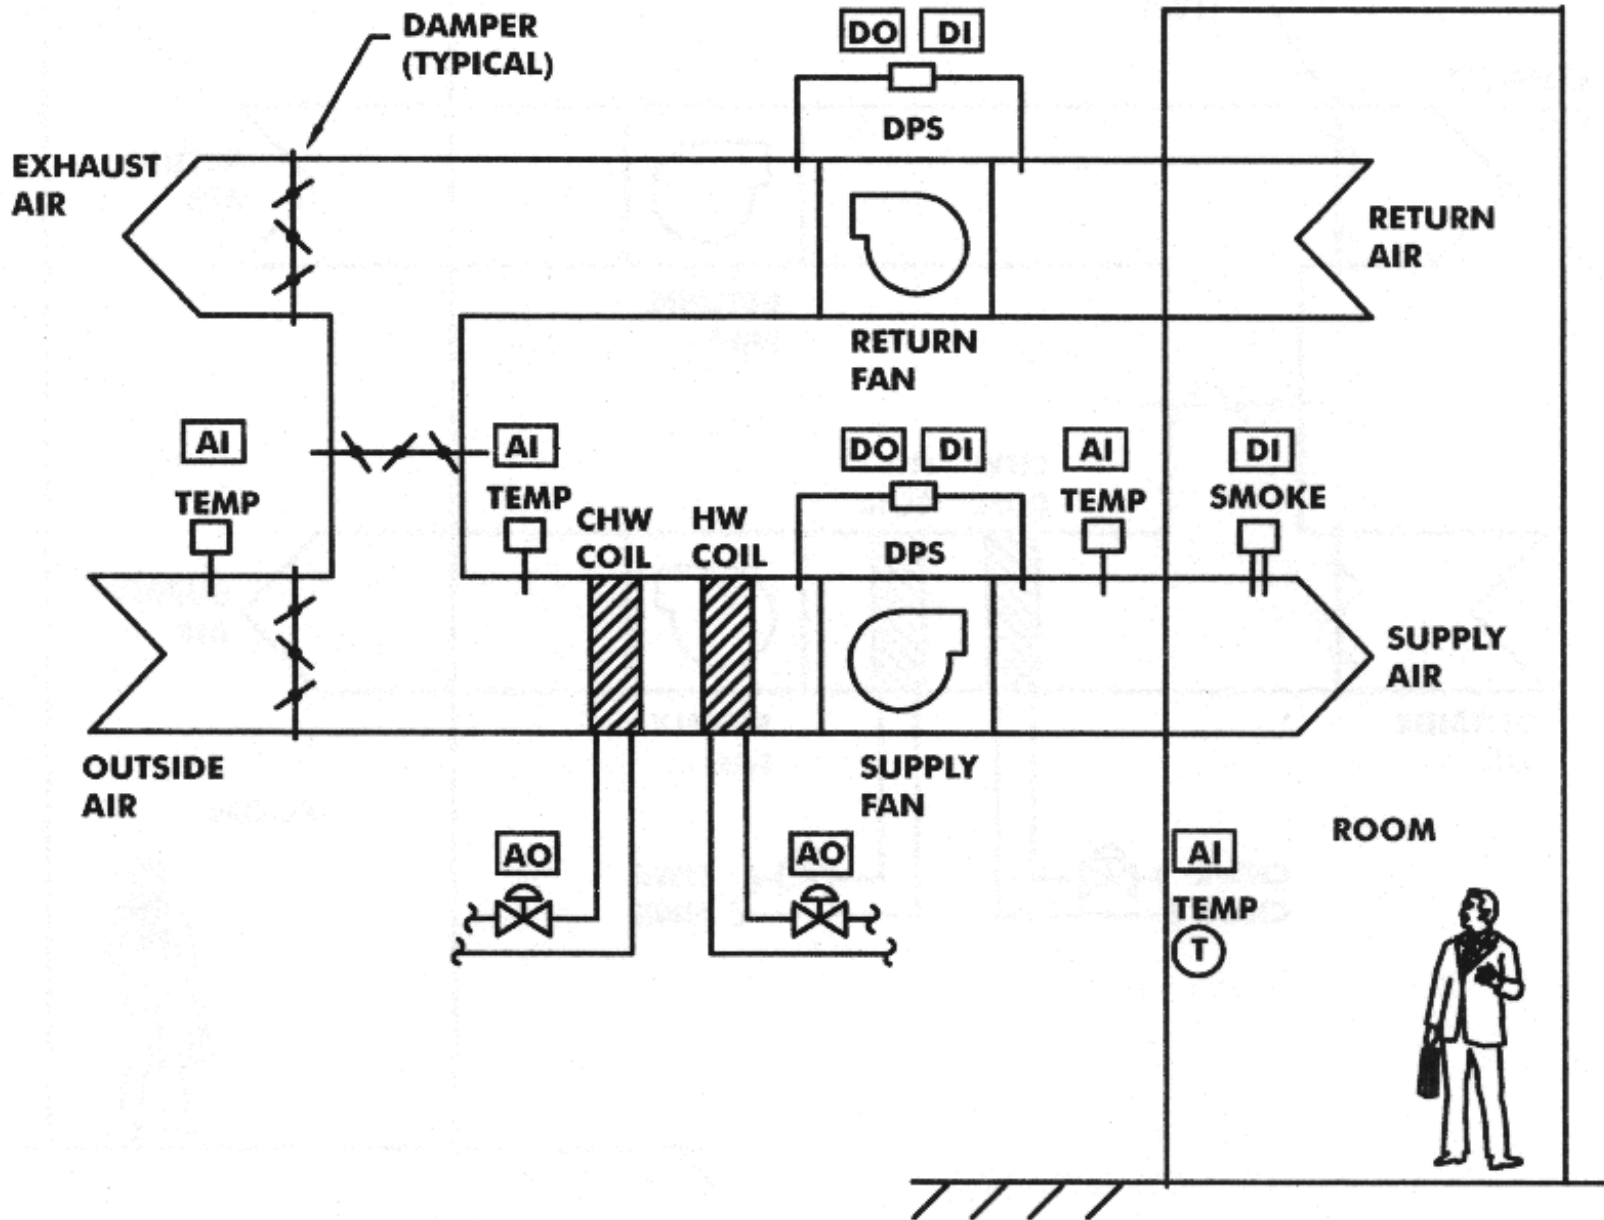 DAMPER
(TYPICAL)
DO DI
DPS
EXHAUST
AIR
RETURN
AIR
RETURN
FAN
AI
TEMP
AI
TEMP
CHW
COIL
HW
COIL
DO DI
DPS
AI
TEMP
DI
SMOKE
SUPPLY
AIR
OUTSIDE
AIR
SUPPLY
FAN
ROOM
AO
AO
AI
TEMP
T